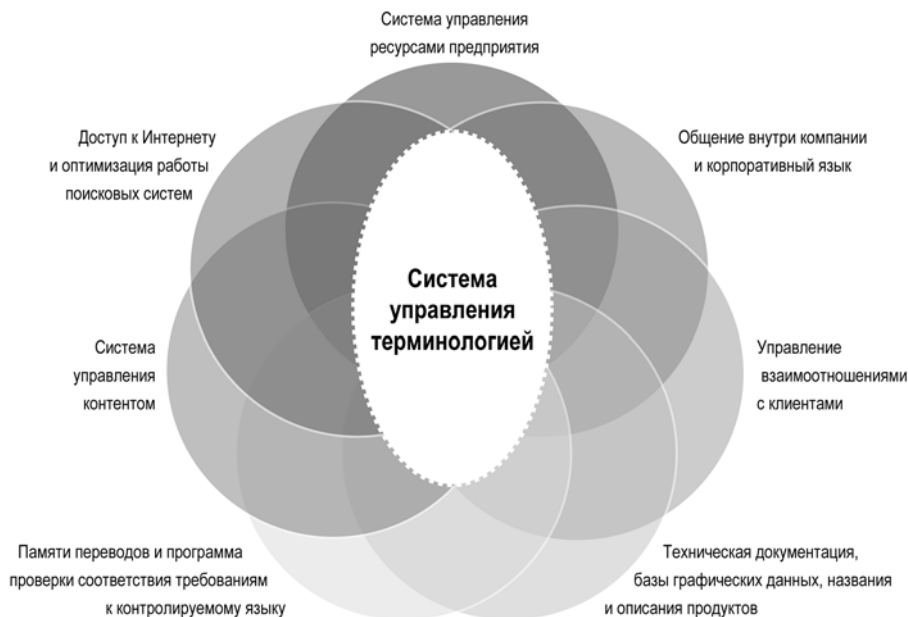 Система управления
ресурсами предприятия
Доступ к Интернету
и оптимизация работы
поисковых систем
Общение внутри компании
и корпоративный язык
Система
управления
терминологией
Система
управления
контентом
Управление
взаимоотношениями
с клиентами
Памяти переводов и программа
проверки соответствия требованиям
к контролируемому языку
Техническая документация,
базы графических данных, названия
и описания продуктов